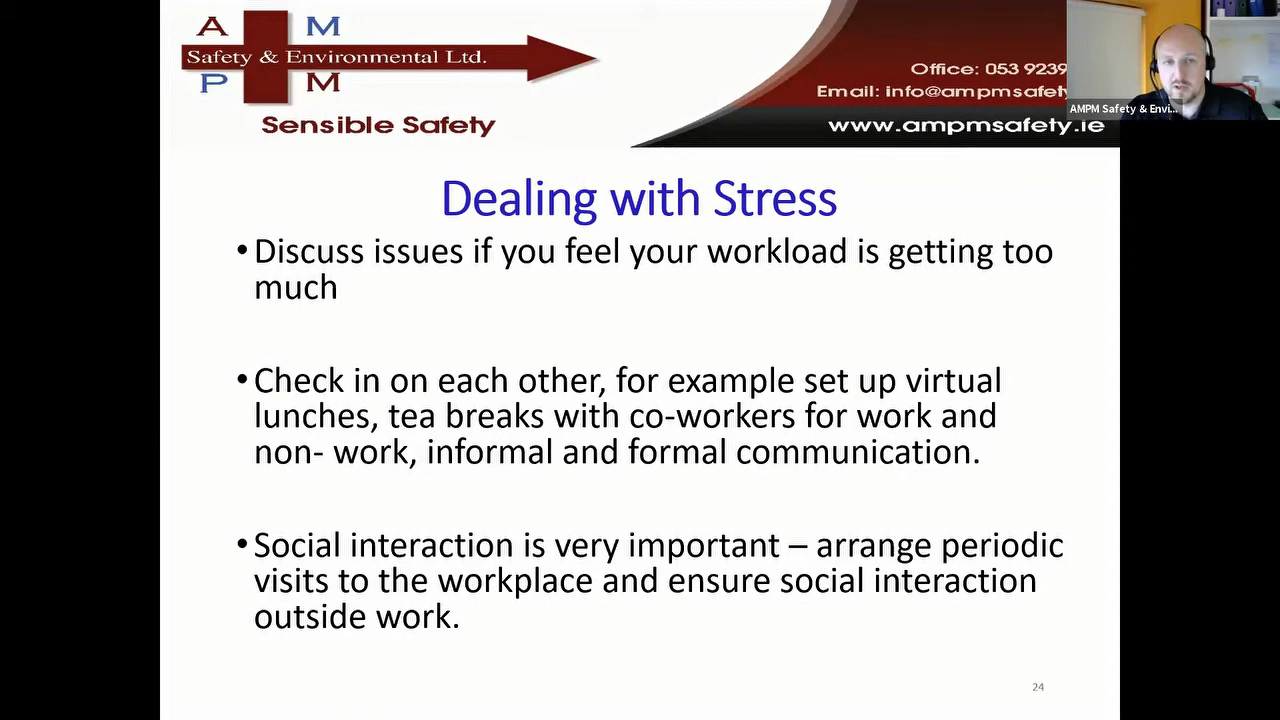 A M
Safety & Environmental Ltd.
P M
Sensible Safety
Office: 053 9239
Email: info@ampmsafety
www.ampmsafety.ie
AMPM Safety & Envi...
Dealing with Stress
• Discuss issues if you feel your workload is getting too
much
• Check in on each other, for example set up virtual
lunches, tea breaks with co-workers for work and
non- work, informal and formal communication.
• Social interaction is very important – arrange periodic
visits to the workplace and ensure social interaction
outside work.
24